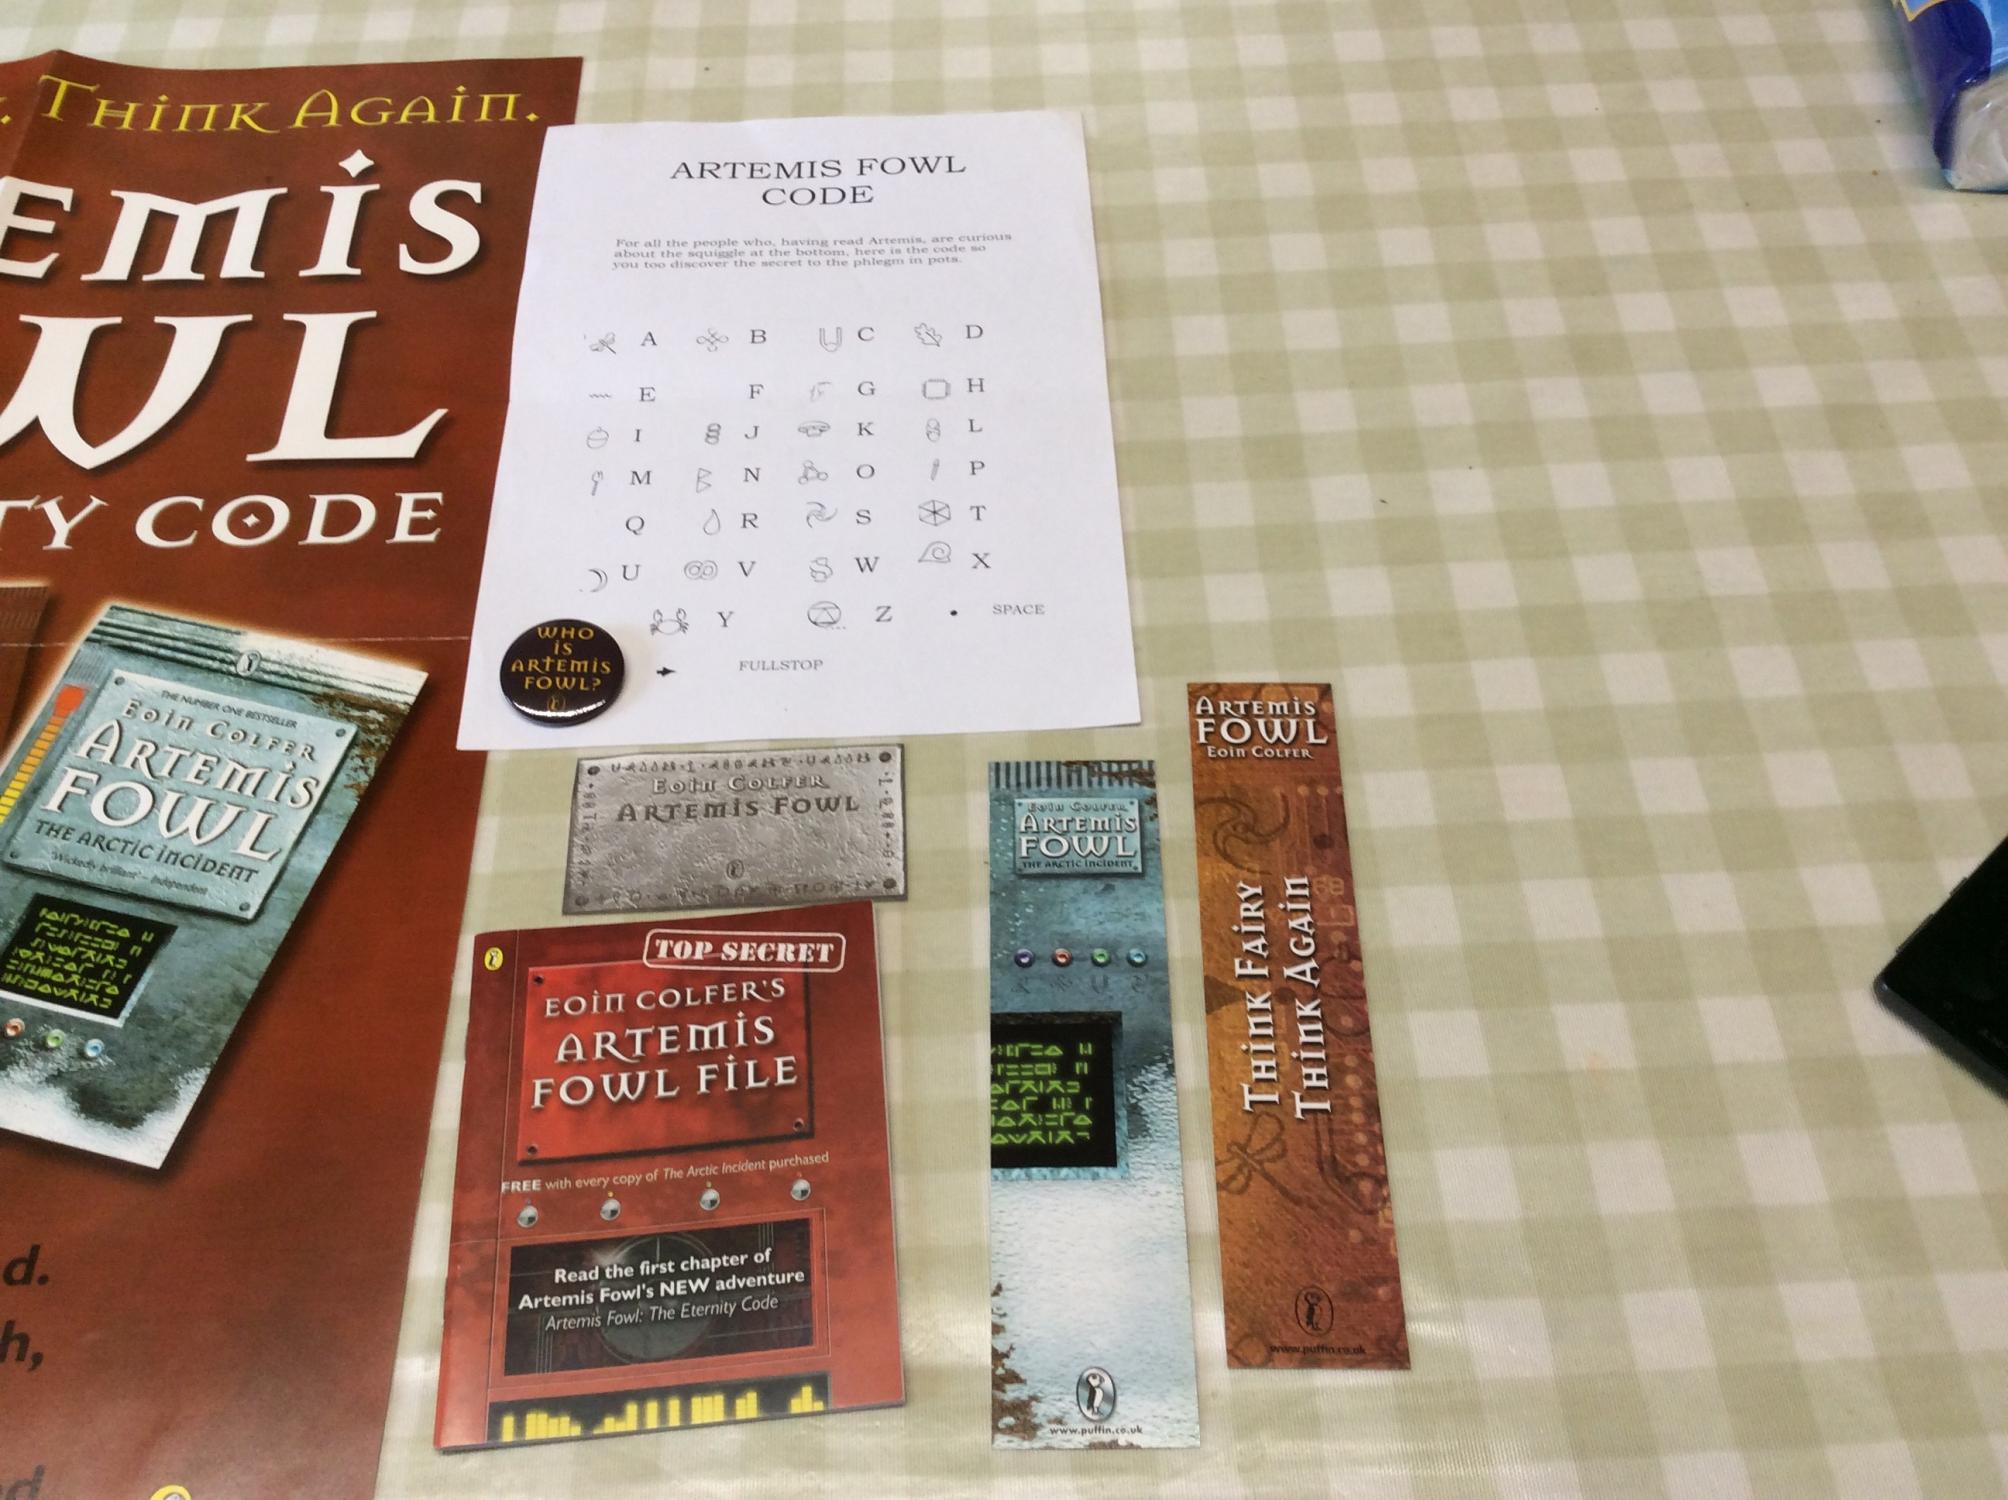 . THINK AGAIN.
EMIS
WL
TY CODE
THE NUMBER ONE BESTSELLER
EOIN COLFER
ARTEMIS
FOWL
THE ARCTIC INCIDENT
'Wickedly brilliant' – Independent
d.
h,
ed.
ARTEMIS FOWL
CODE
For all the people who, having read Artemis, are curious
about the squiggle at the bottom, here is the code so
you too discover the secret to the phlegm in pots.
A B C D
E F G H
I J K L
M N O P
Q R S T
U V W X
Y Z • SPACE
FULLSTOP
WHO
IS
ARTEMIS
FOWL?
EOIN COLFER
ARTEMIS FOWL
TOP SECRET
EOIN COLFER'S
ARTEMIS
FOWL FILE
FREE with every copy of The Arctic Incident purchased
Read the first chapter of
Artemis Fowl's NEW adventure
Artemis Fowl: The Eternity Code
EOIN COLFER
ARTEMIS
FOWL
THE ARCTIC INCIDENT
www.puffin.co.uk
ARTEMIS
FOWL
EOIN COLFER
THINK FAIRY
THINK AGAIN
www.puffin.co.uk